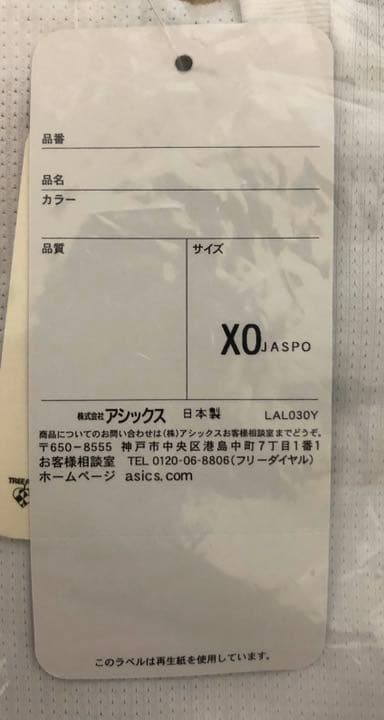 品番
品名
カラー
品質
サイズ
XO JASPO
株式会社 アシックス 日本製 LAL030Y
商品についてのお問い合わせは(株)アシックスお客様相談室までどうぞ。
〒650-8555 神戸市中央区港島中町7丁目1番1
お客様相談室 TEL 0120-06-8806(フリーダイヤル)
ホームページ asics.com
TREE
このラベルは再生紙を使用しています。